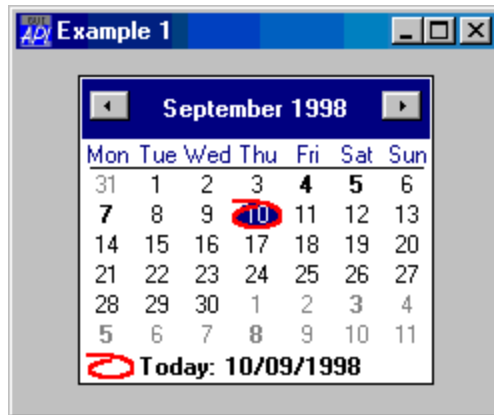 API Example 1
September 1998
Mon Tue Wed Thu Fri Sat Sun
31 1 2 3 4 5 6
7 8 9 10 11 12 13
14 15 16 17 18 19 20
21 22 23 24 25 26 27
28 29 30 1 2 3 4
5 6 7 8 9 10 11
Today: 10/09/1998